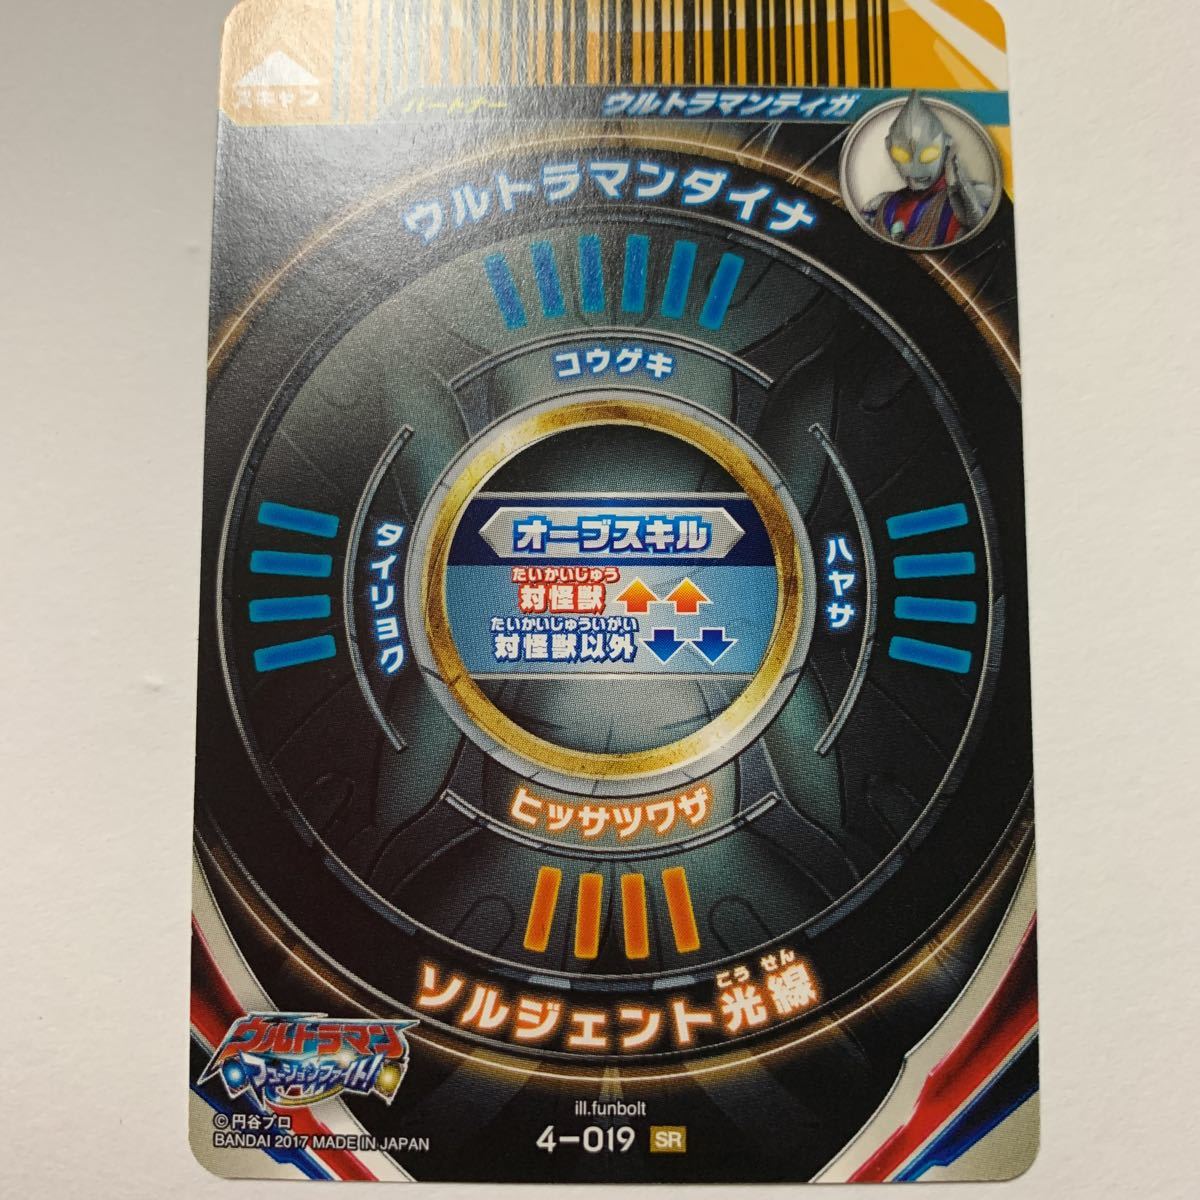 スキャン
パートナー
ウルトラマンティガ
ウルトラマンダイナ
コウゲキ
タイリョク
ハヤサ
オーブスキル
たいかいじゅう
対怪獣
たいかいじゅういがい
対怪獣以外
ヒッサツワザ
こうせん
ソルジェント光線
ウルトラマン
フュージョンファイト!
ill.funbolt
©円谷プロ
BANDAI 2017 MADE IN JAPAN
4-019 SR